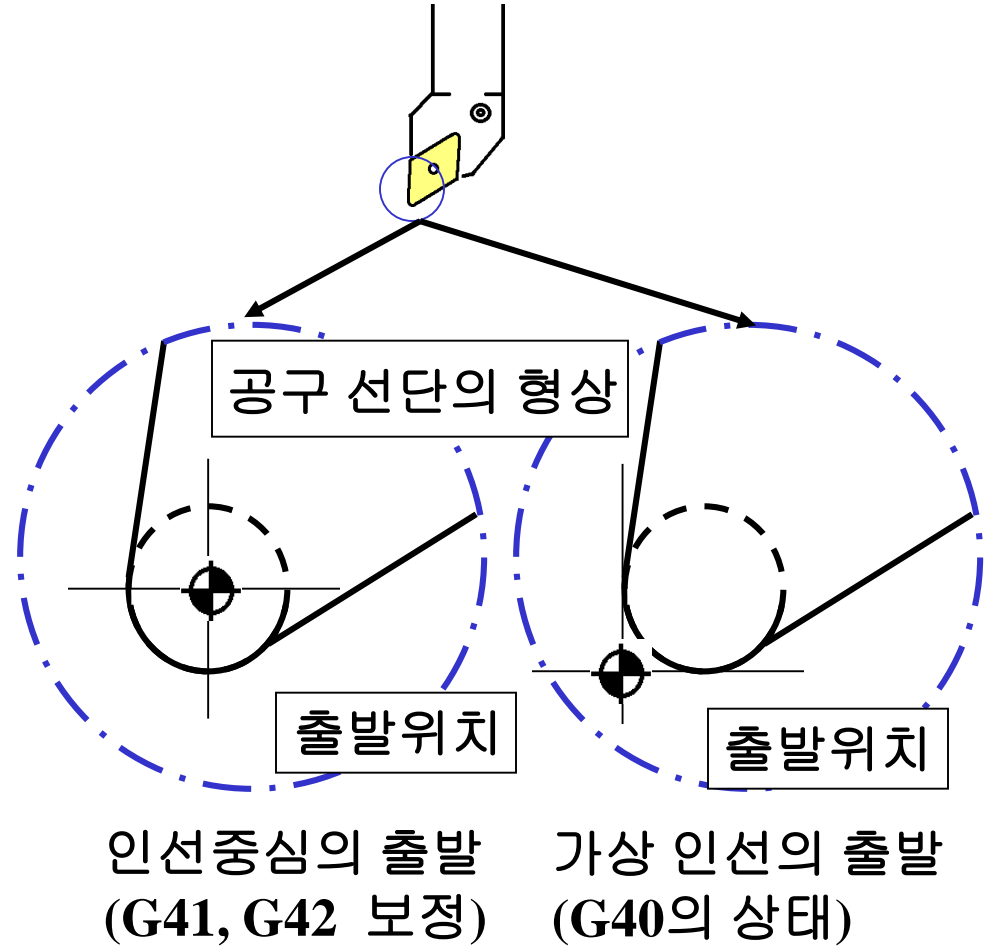 공구 선단의 형상
출발위치
출발위치
인선중심의 출발
(G41, G42 보정)
가상 인선의 출발
(G40의 상태)